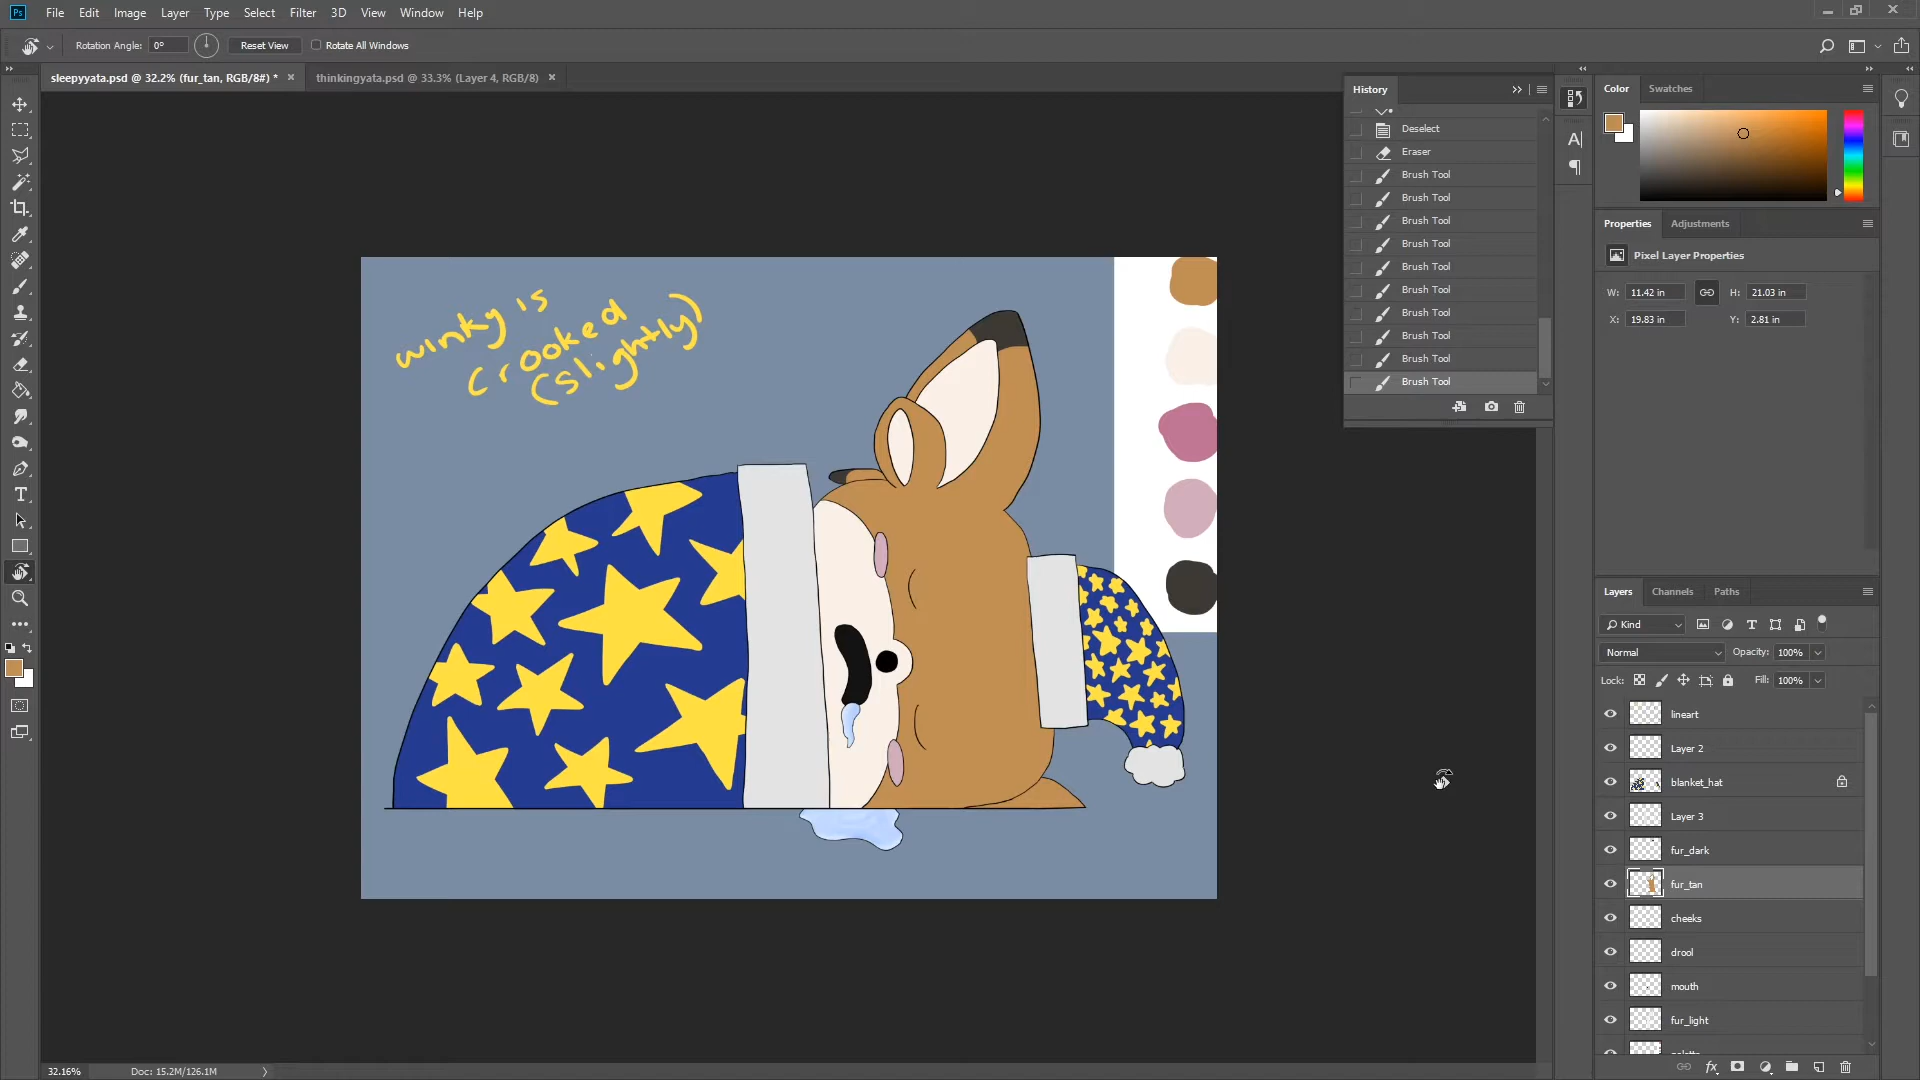 Ps File Edit Image Layer Type Select Filter 3D View Window Help
Rotation Angle: 0° Reset View Rotate All Windows
sleepyyata.psd @ 32.2% (fur_tan, RGB/8#) * ×
thinkingyata.psd @ 33.3% (Layer 4, RGB/8) ×
winky is
crooked
(slightly)
History
Deselect
Eraser
Brush Tool
Brush Tool
Brush Tool
Brush Tool
Brush Tool
Brush Tool
Brush Tool
Brush Tool
Brush Tool
Brush Tool
Color Swatches
Properties Adjustments
Pixel Layer Properties
W: 11.42 in H: 21.03 in
X: 19.83 in Y: 2.81 in
Layers Channels Paths
Kind
Normal Opacity: 100%
Lock: Fill: 100%
lineart
Layer 2
blanket_hat
Layer 3
fur_dark
fur_tan
cheeks
drool
mouth
fur_light
32.16% Doc: 15.2M/126.1M